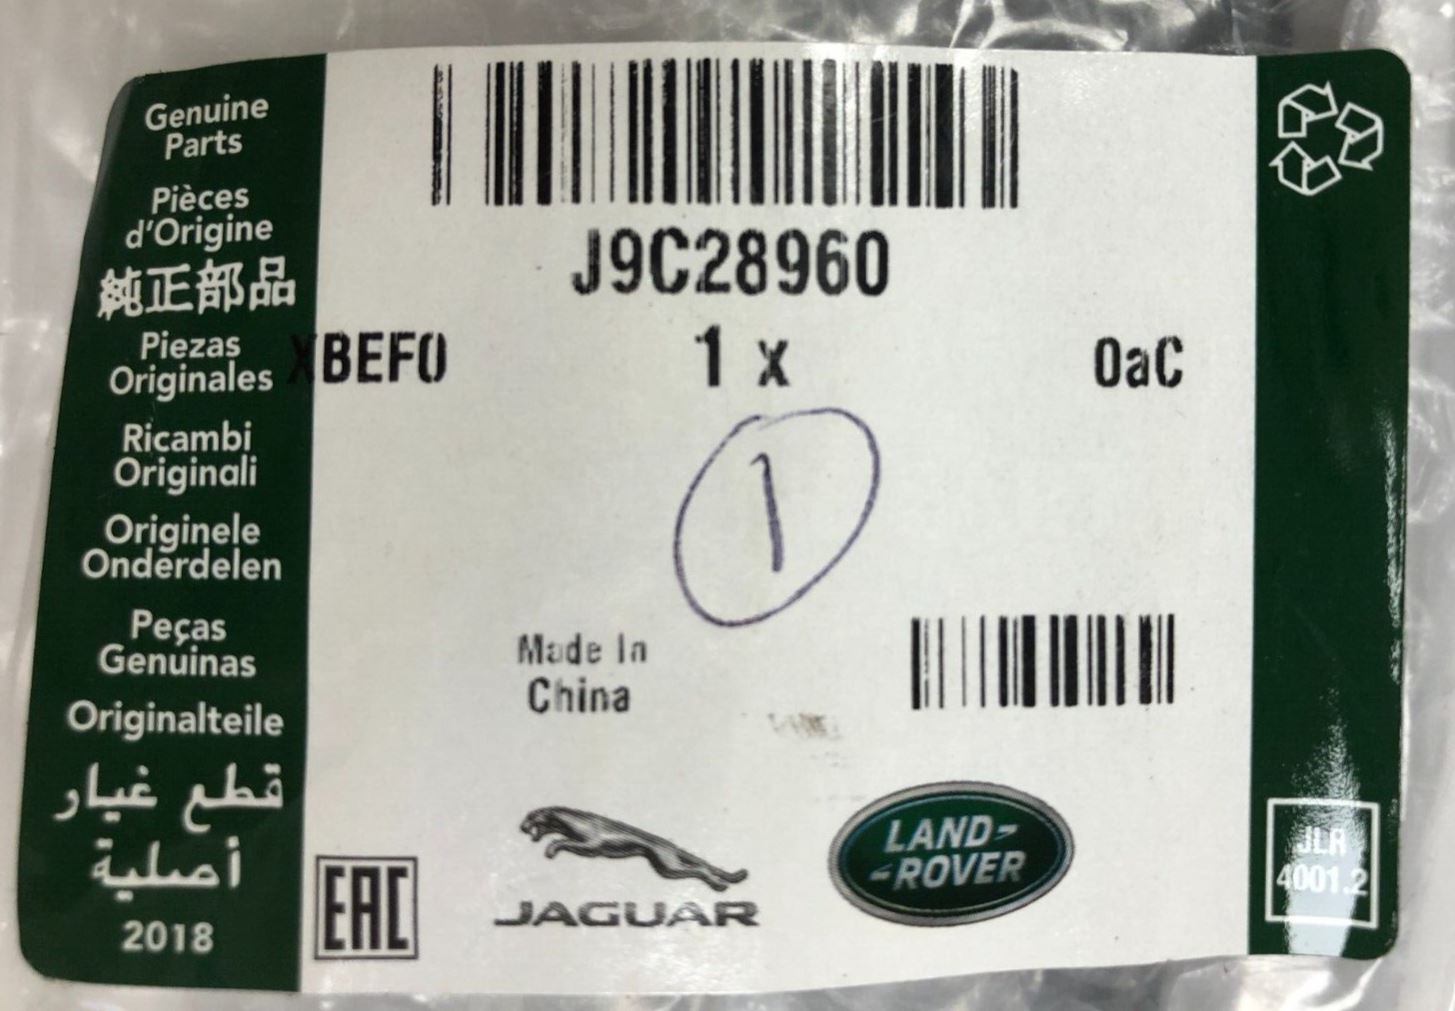 Genuine
Parts
Pièces
d'Origine
純正部品
Piezas
Originales
Ricambi
Originali
Originele
Onderdelen
Peças
Genuinas
Originalteile
قطع غيار
أصلية
2018
J9C28960
XBEF0 1 x 0aC
1
Made In
China
EAC
JAGUAR
LAND-
-ROVER
JLR
4001.2